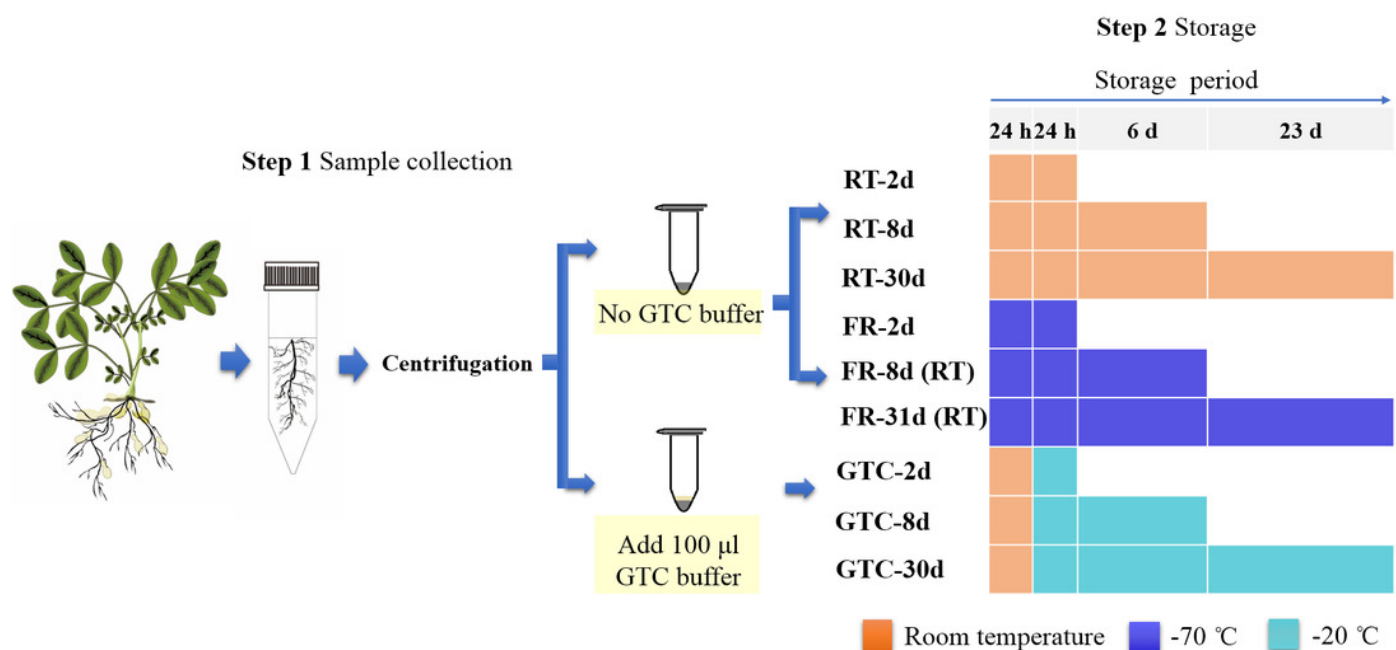 Step 2 Storage
Storage period
24 h 24 h 6 d 23 d
Step 1 Sample collection
Centrifugation
No GTC buffer
Add 100 µl
GTC buffer
RT-2d
RT-8d
RT-30d
FR-2d
FR-8d (RT)
FR-31d (RT)
GTC-2d
GTC-8d
GTC-30d
Room temperature -70 ℃ -20 ℃